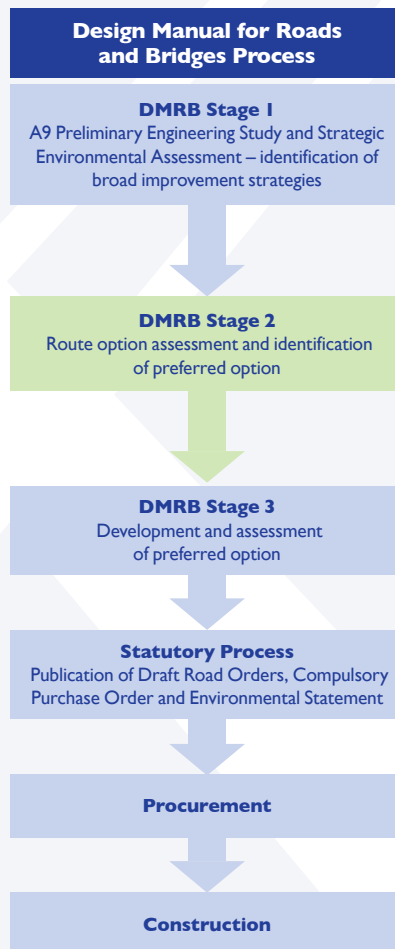 Design Manual for Roads
and Bridges Process
DMRB Stage 1
A9 Preliminary Engineering Study and Strategic
Environmental Assessment – identification of
broad improvement strategies
DMRB Stage 2
Route option assessment and identification
of preferred option
DMRB Stage 3
Development and assessment
of preferred option
Statutory Process
Publication of Draft Road Orders, Compulsory
Purchase Order and Environmental Statement
Procurement
Construction